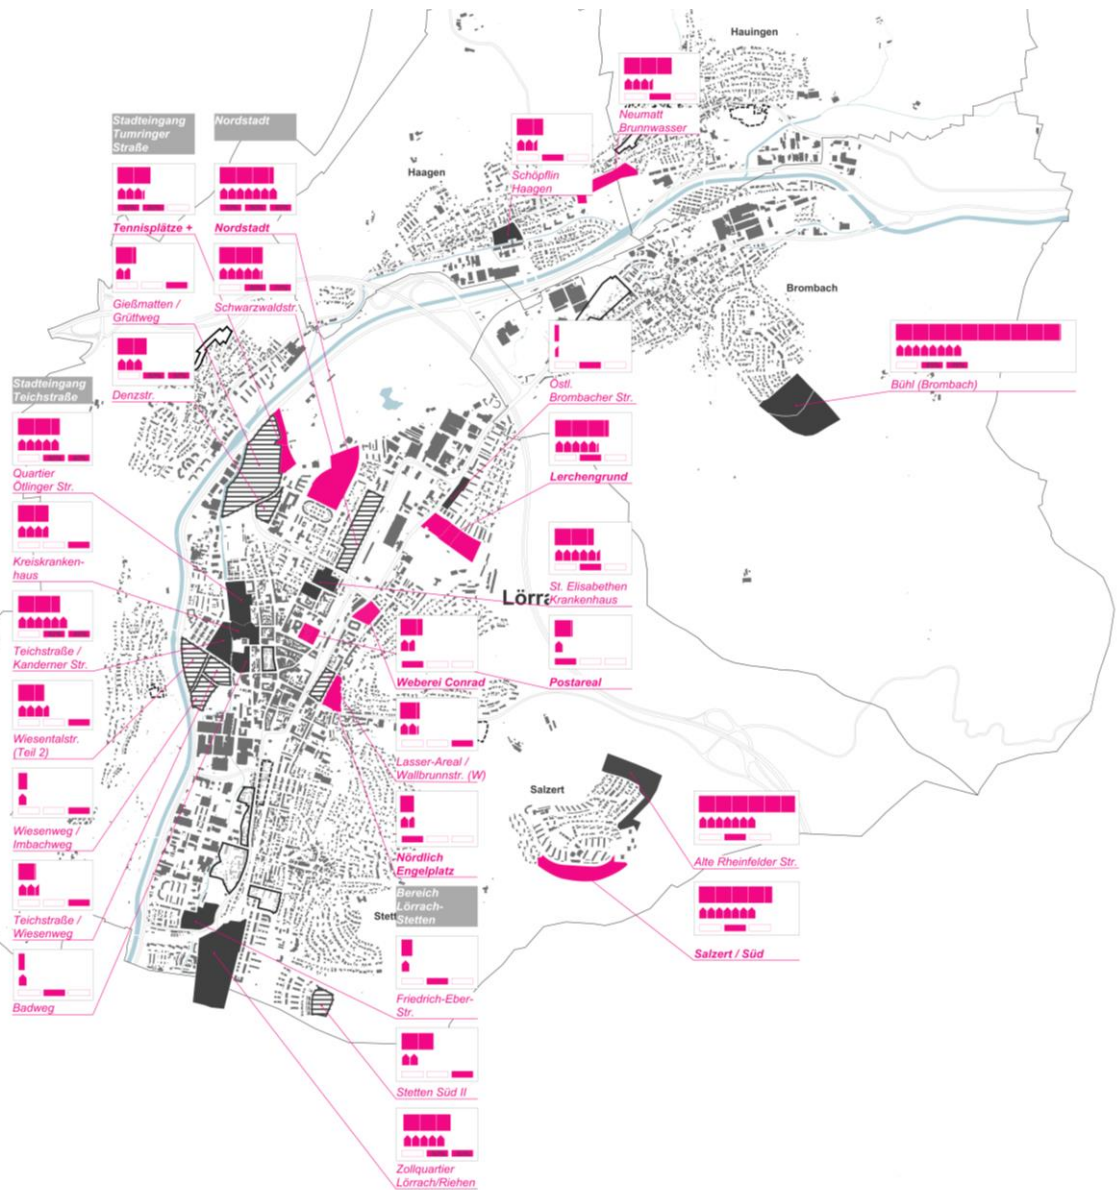 Hauingen
Neumatt
Brunnwasser
Stadteingang
Tumringer
Straße
Nordstadt
Haagen
Schöpflin
Haagen
Tennisplätze +
Nordstadt
Gießmatten /
Grüttweg
Schwarzwaldstr.
Brombach
Denzstr.
Stadteingang
Teichstraße
Östl.
Brombacher Str.
Bühl (Brombach)
Quartier
Ötlinger Str.
Lerchengrund
Kreiskranken-
haus
St. Elisabethen
Krankenhaus
Lörra
Teichstraße /
Kanderner Str.
Weberei Conrad
Postareal
Wiesentalstr.
(Teil 2)
Lasser-Areal /
Wallbrunnstr. (W)
Salzert
Wiesenweg /
Imbachweg
Nördlich
Engelplatz
Alte Rheinfelder Str.
Teichstraße /
Wiesenweg
Stett
Bereich
Lörrach-
Stetten
Salzert / Süd
Badweg
Friedrich-Eber-
Str.
Stetten Süd II
Zollquartier
Lörrach/Riehen